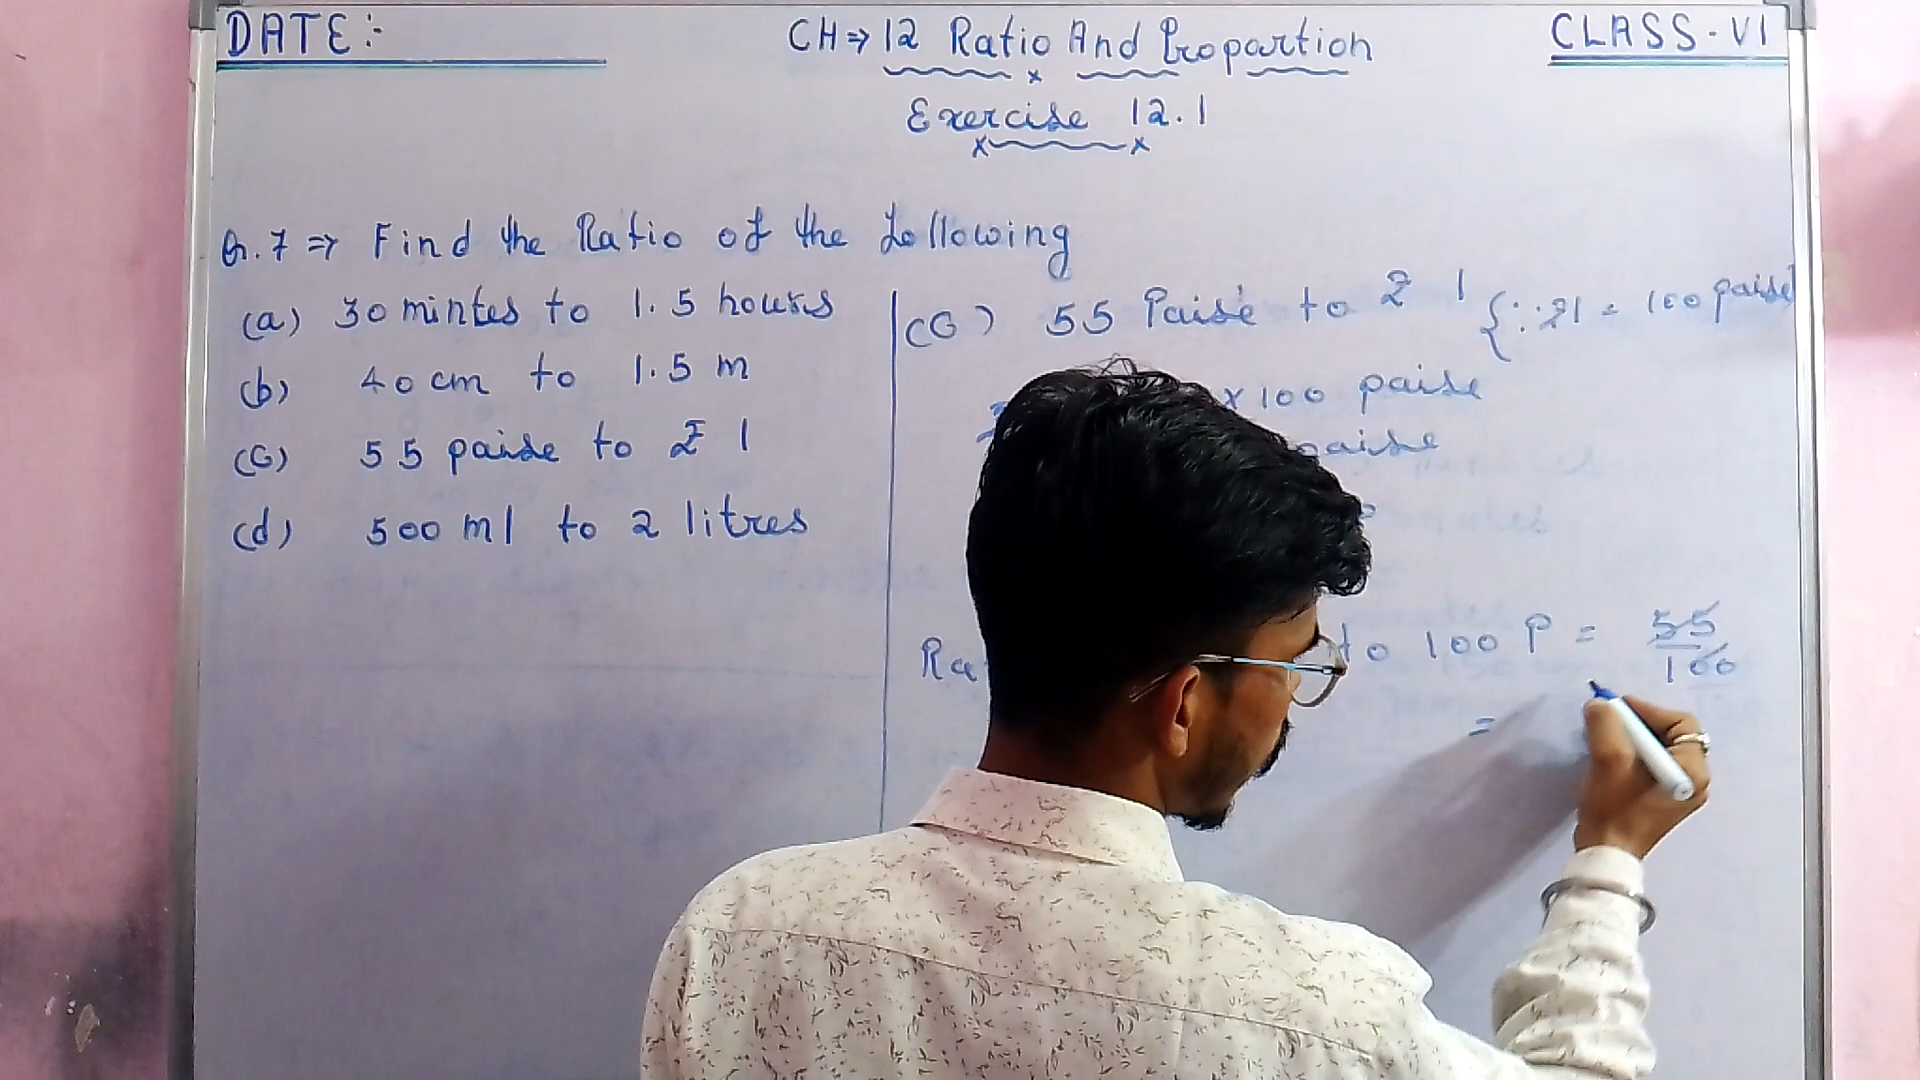 DATE:-
CH⇒12 Ratio And Propartion
CLASS-VI
Exercise 12.1
Q.7 ⇒ Find the Ratio of the following
(a) 30 mintes to 1.5 hours
(b) 40 cm to 1.5 m
(c) 55 paise to ₹ 1
(d) 500 ml to 2 litres
(c) 55 Paise to ₹ 1 {∵ ₹1 = 100 paise
x 100 paise
paise
Ra to 100 P = 55/100
=